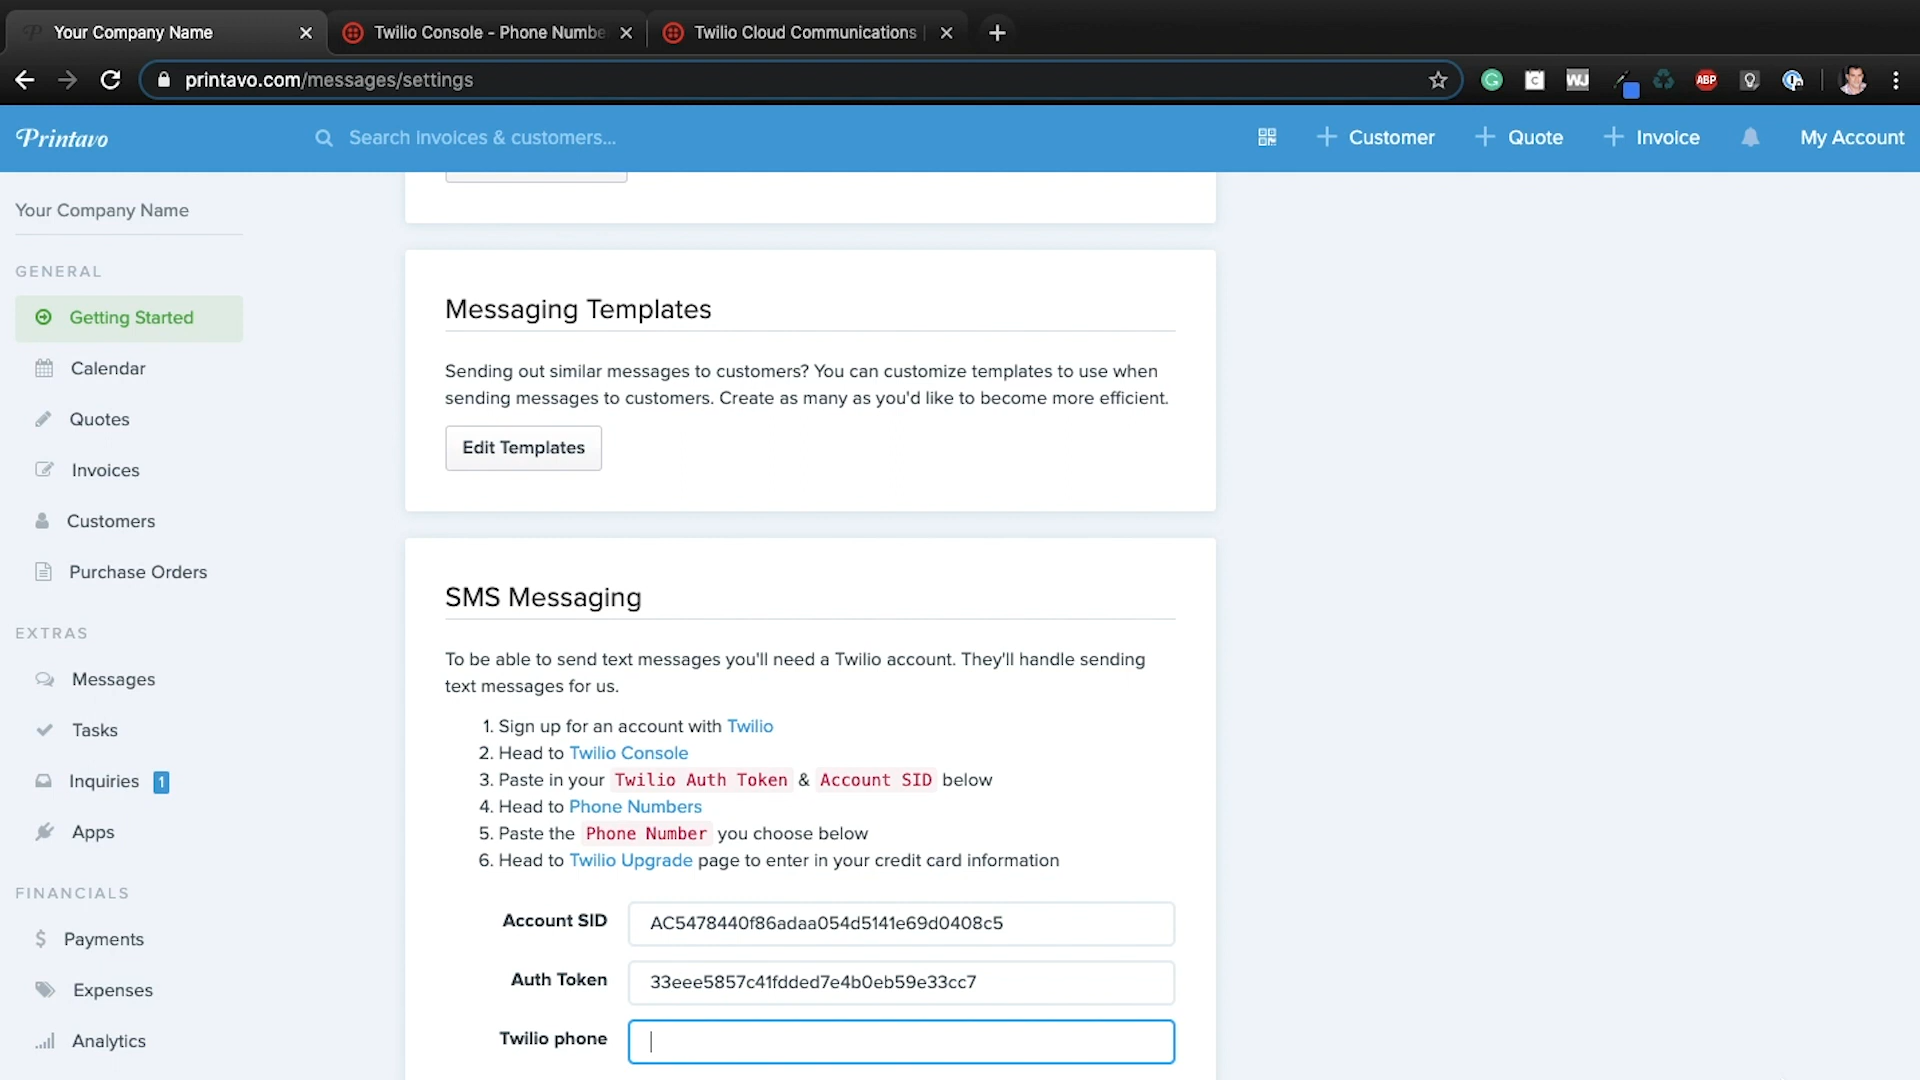 Your Company Name
Twilio Console - Phone Numbe
Twilio Cloud Communications
printavo.com/messages/settings
ABP
Printavo
Search invoices & customers...
Customer
Quote
Invoice
My Account
Your Company Name
GENERAL
Getting Started
Calendar
Quotes
Invoices
Customers
Purchase Orders
EXTRAS
Messages
Tasks
Inquiries 1
Apps
FINANCIALS
Payments
Expenses
Analytics
Messaging Templates
Sending out similar messages to customers? You can customize templates to use when
sending messages to customers. Create as many as you'd like to become more efficient.
Edit Templates
SMS Messaging
To be able to send text messages you'll need a Twilio account. They'll handle sending
text messages for us.
1. Sign up for an account with Twilio
2. Head to Twilio Console
3. Paste in your Twilio Auth Token & Account SID below
4. Head to Phone Numbers
5. Paste the Phone Number you choose below
6. Head to Twilio Upgrade page to enter in your credit card information
Account SID AC5478440f86adaa054d5141e69d0408c5
Auth Token 33eee5857c41fdded7e4b0eb59e33cc7
Twilio phone